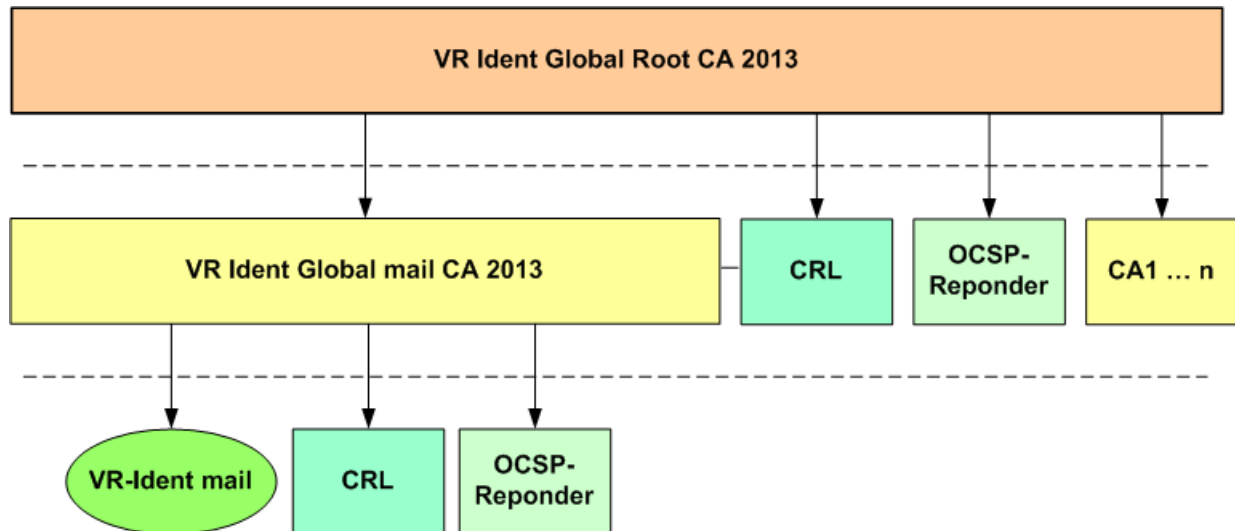 VR Ident Global Root CA 2013
VR Ident Global mail CA 2013
CRL
OCSP-
Reponder
CA1 … n
VR-Ident mail
CRL
OCSP-
Reponder